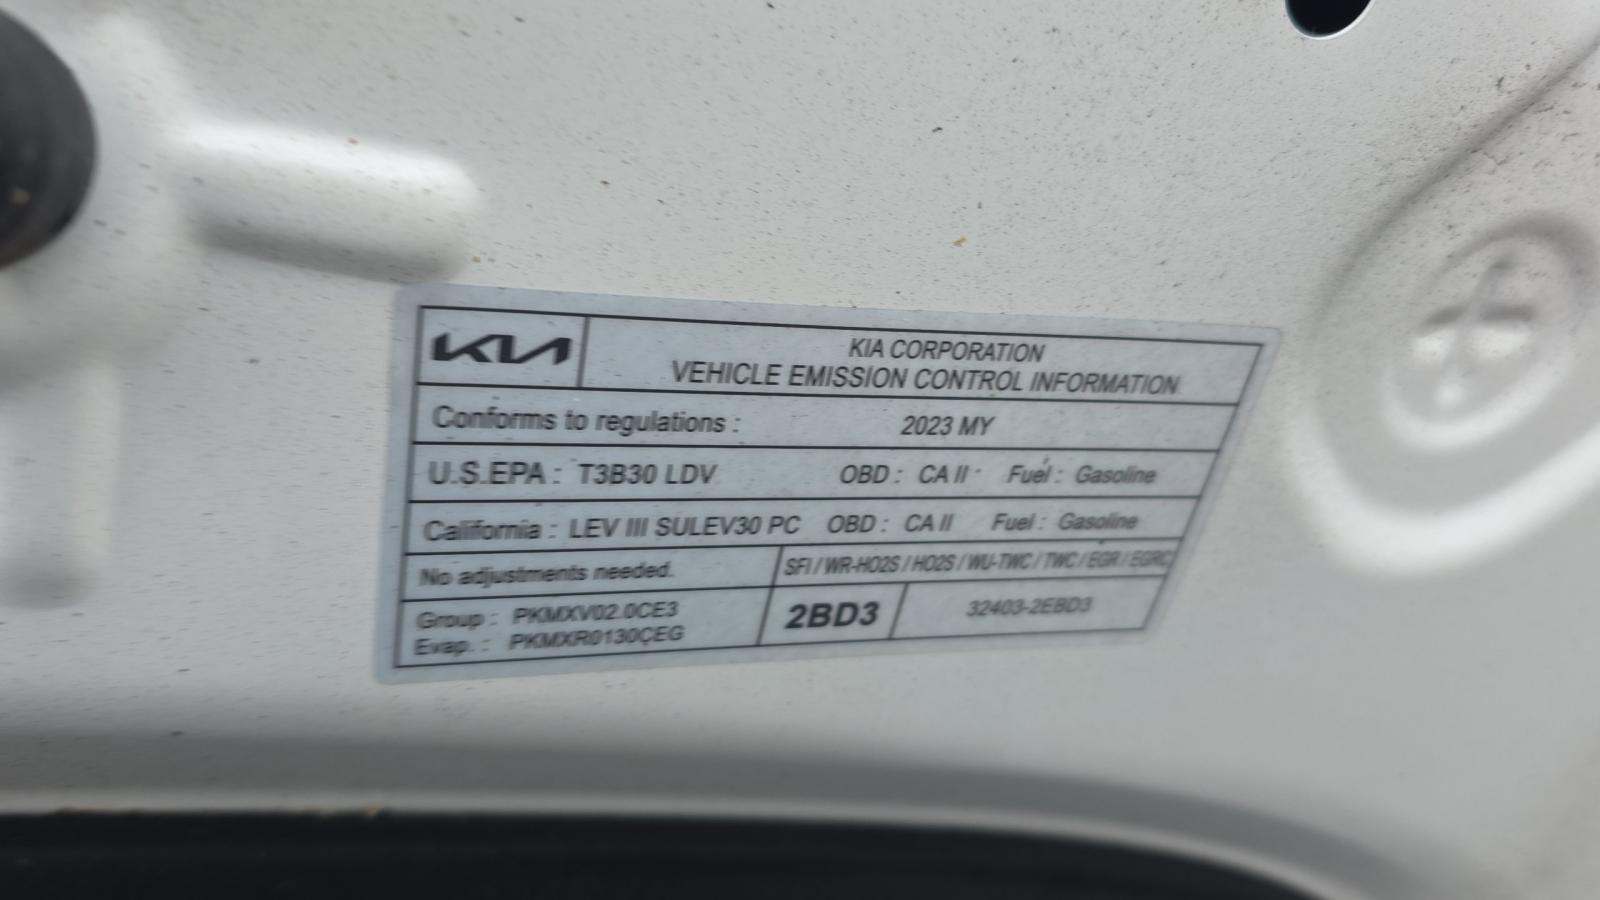 KIA
KIA CORPORATION
VEHICLE EMISSION CONTROL INFORMATION
Conforms to regulations : 2023 MY
U.S.EPA : T3B30 LDV OBD : CA II Fuel : Gasoline
California : LEV III SULEV30 PC OBD : CA II Fuel : Gasoline
No adjustments needed. SFI / WR-HO2S / HO2S / WU-TWC / TWC / EGR / EGRC
Group : PKMXV02.0CE3
Evap. : PKMXR0130CEG
2BD3 32403-2EBD3